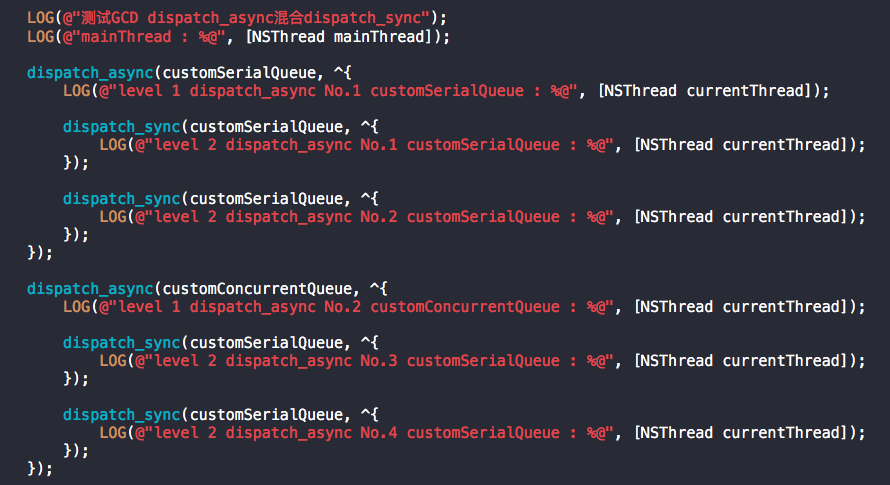 LOG(@"测试GCD dispatch_async混合dispatch_sync");
LOG(@"mainThread : %@", [NSThread mainThread]);
dispatch_async(customSerialQueue, ^{
LOG(@"level 1 dispatch_async No.1 customSerialQueue : %@", [NSThread currentThread]);
dispatch_sync(customSerialQueue, ^{
LOG(@"level 2 dispatch_async No.1 customSerialQueue : %@", [NSThread currentThread]);
});
dispatch_sync(customSerialQueue, ^{
LOG(@"level 2 dispatch_async No.2 customSerialQueue : %@", [NSThread currentThread]);
});
});
dispatch_async(customConcurrentQueue, ^{
LOG(@"level 1 dispatch_async No.2 customConcurrentQueue : %@", [NSThread currentThread]);
dispatch_sync(customSerialQueue, ^{
LOG(@"level 2 dispatch_async No.3 customSerialQueue : %@", [NSThread currentThread]);
});
dispatch_sync(customSerialQueue, ^{
LOG(@"level 2 dispatch_async No.4 customSerialQueue : %@", [NSThread currentThread]);
});
});